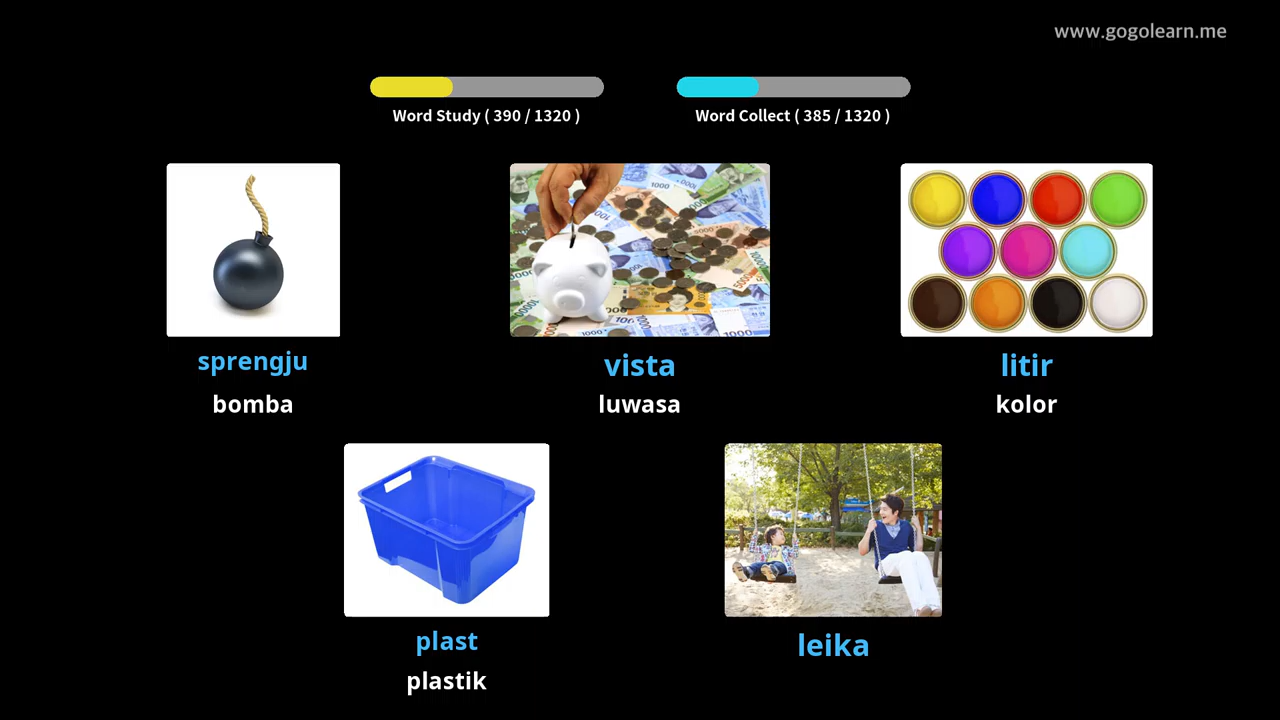 www.gogolearn.me
Word Study ( 390 / 1320 )
Word Collect ( 385 / 1320 )
sprengju
bomba
vista
luwasa
litir
kolor
plast
plastik
leika